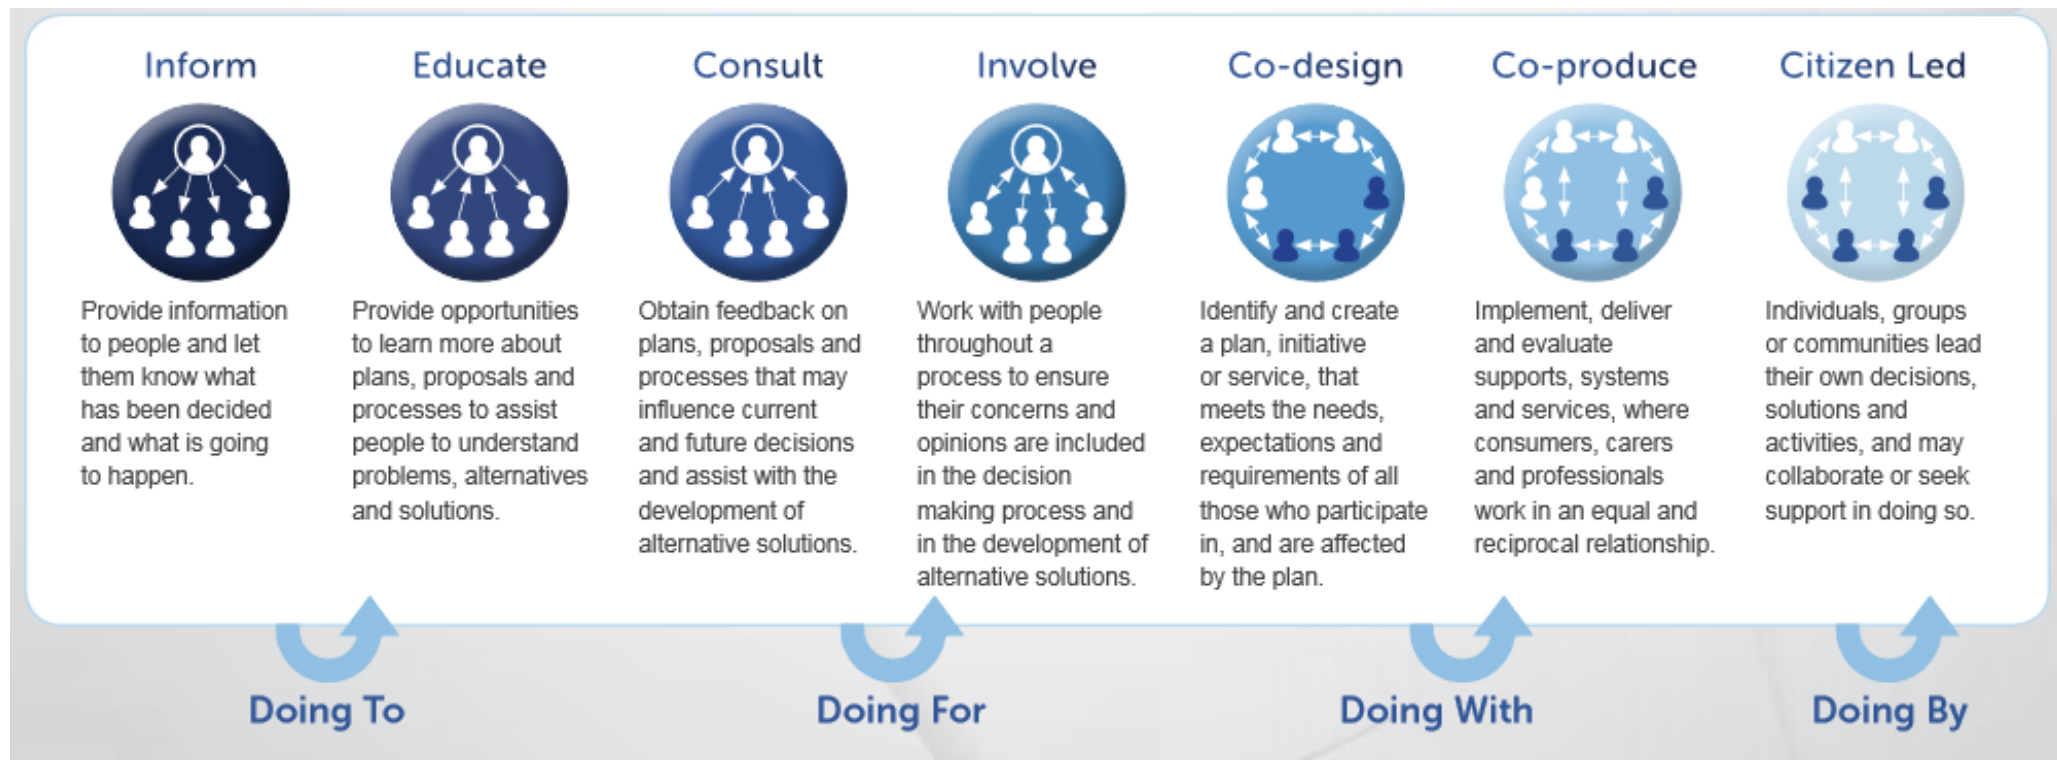 Inform
Provide information
to people and let
them know what
has been decided
and what is going
to happen.
Educate
Provide opportunities
to learn more about
plans, proposals and
processes to assist
people to understand
problems, alternatives
and solutions.
Consult
Obtain feedback on
plans, proposals and
processes that may
influence current
and future decisions
and assist with the
development of
alternative solutions.
Involve
Work with people
throughout a
process to ensure
their concerns and
opinions are included
in the decision
making process and
in the development of
alternative solutions.
Co-design
Identify and create
a plan, initiative
or service, that
meets the needs,
expectations and
requirements of all
those who participate
in, and are affected
by the plan.
Co-produce
Implement, deliver
and evaluate
supports, systems
and services, where
consumers, carers
and professionals
work in an equal and
reciprocal relationship.
Citizen Led
Individuals, groups
or communities lead
their own decisions,
solutions and
activities, and may
collaborate or seek
support in doing so.
Doing To
Doing For
Doing With
Doing By